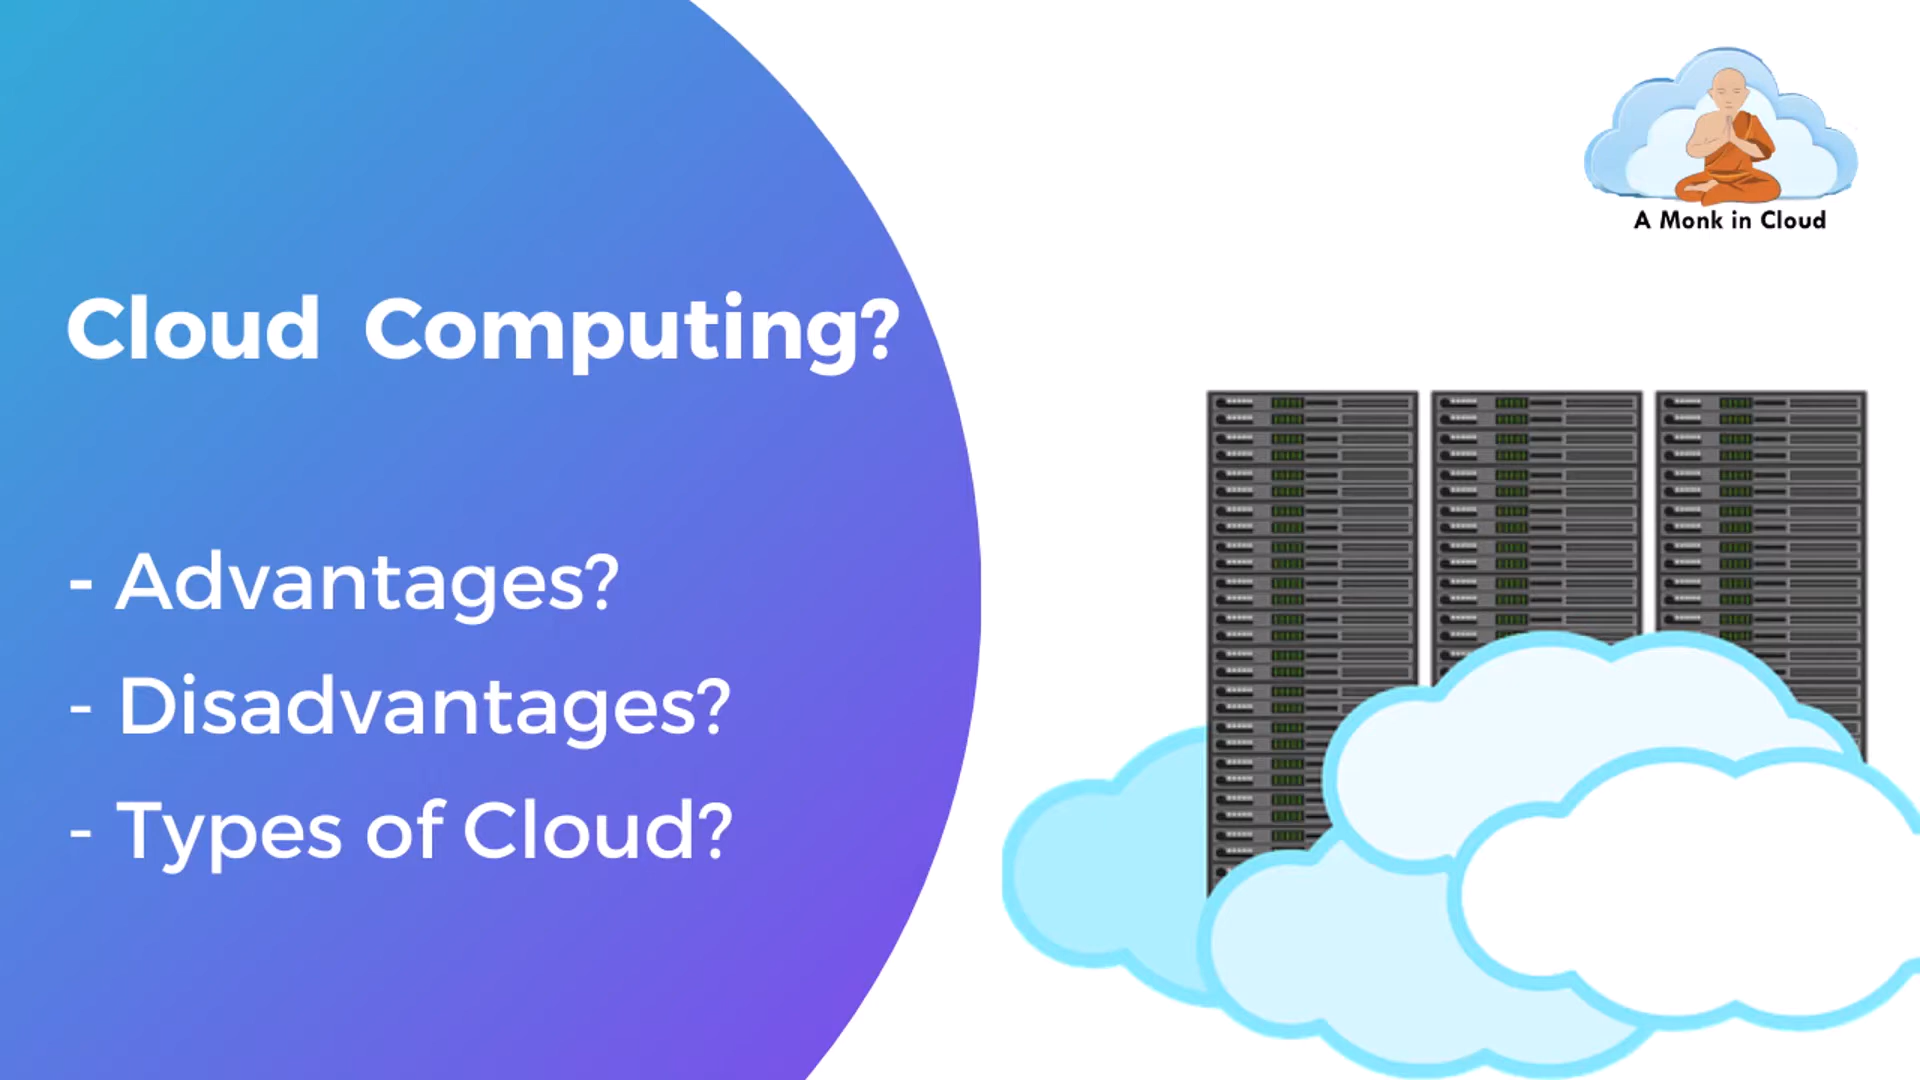 A Monk in Cloud
Cloud Computing?
- Advantages?
- Disadvantages?
- Types of Cloud?